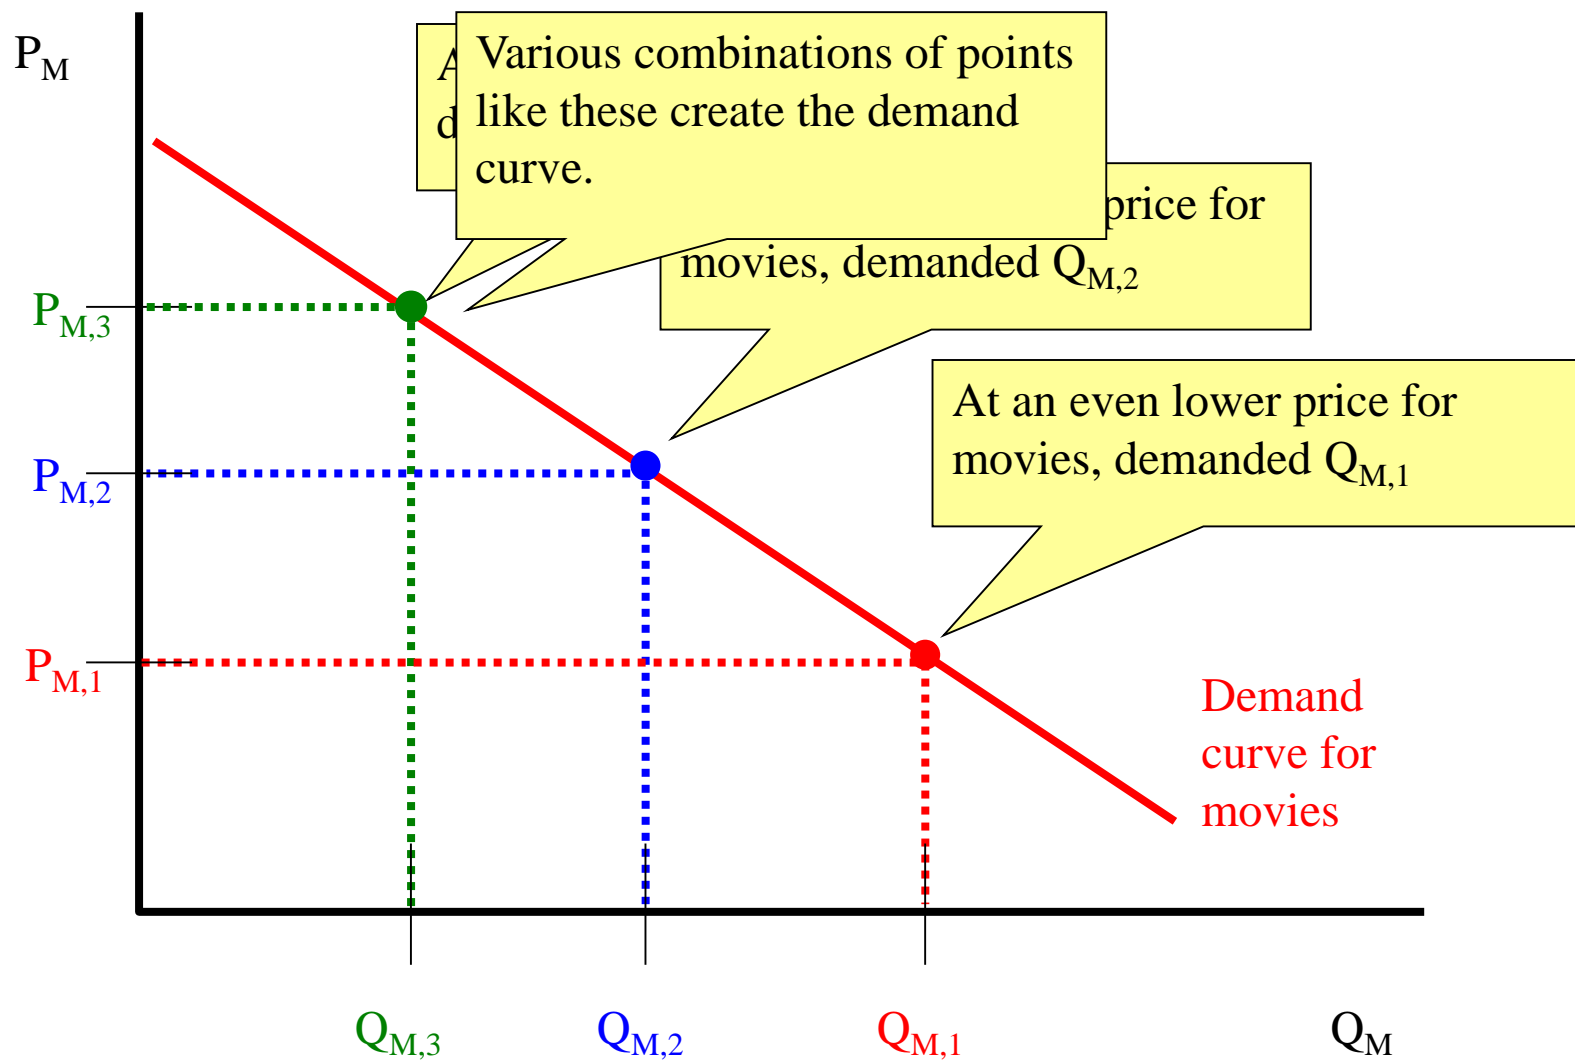 P_M
Various combinations of points
like these create the demand
curve.
price for
movies, demanded Q_M,2
P_M,3
At an even lower price for
movies, demanded Q_M,1
P_M,2
P_M,1
Demand
curve for
movies
Q_M,3 Q_M,2 Q_M,1 Q_M